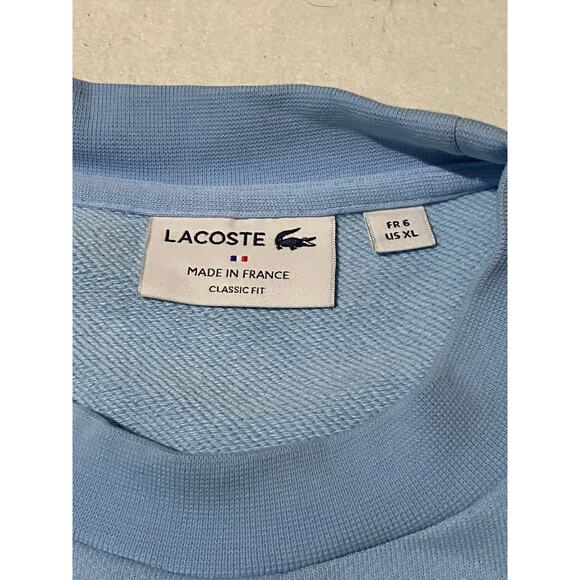 LACOSTE
MADE IN FRANCE
CLASSIC FIT
FR 6
US XL